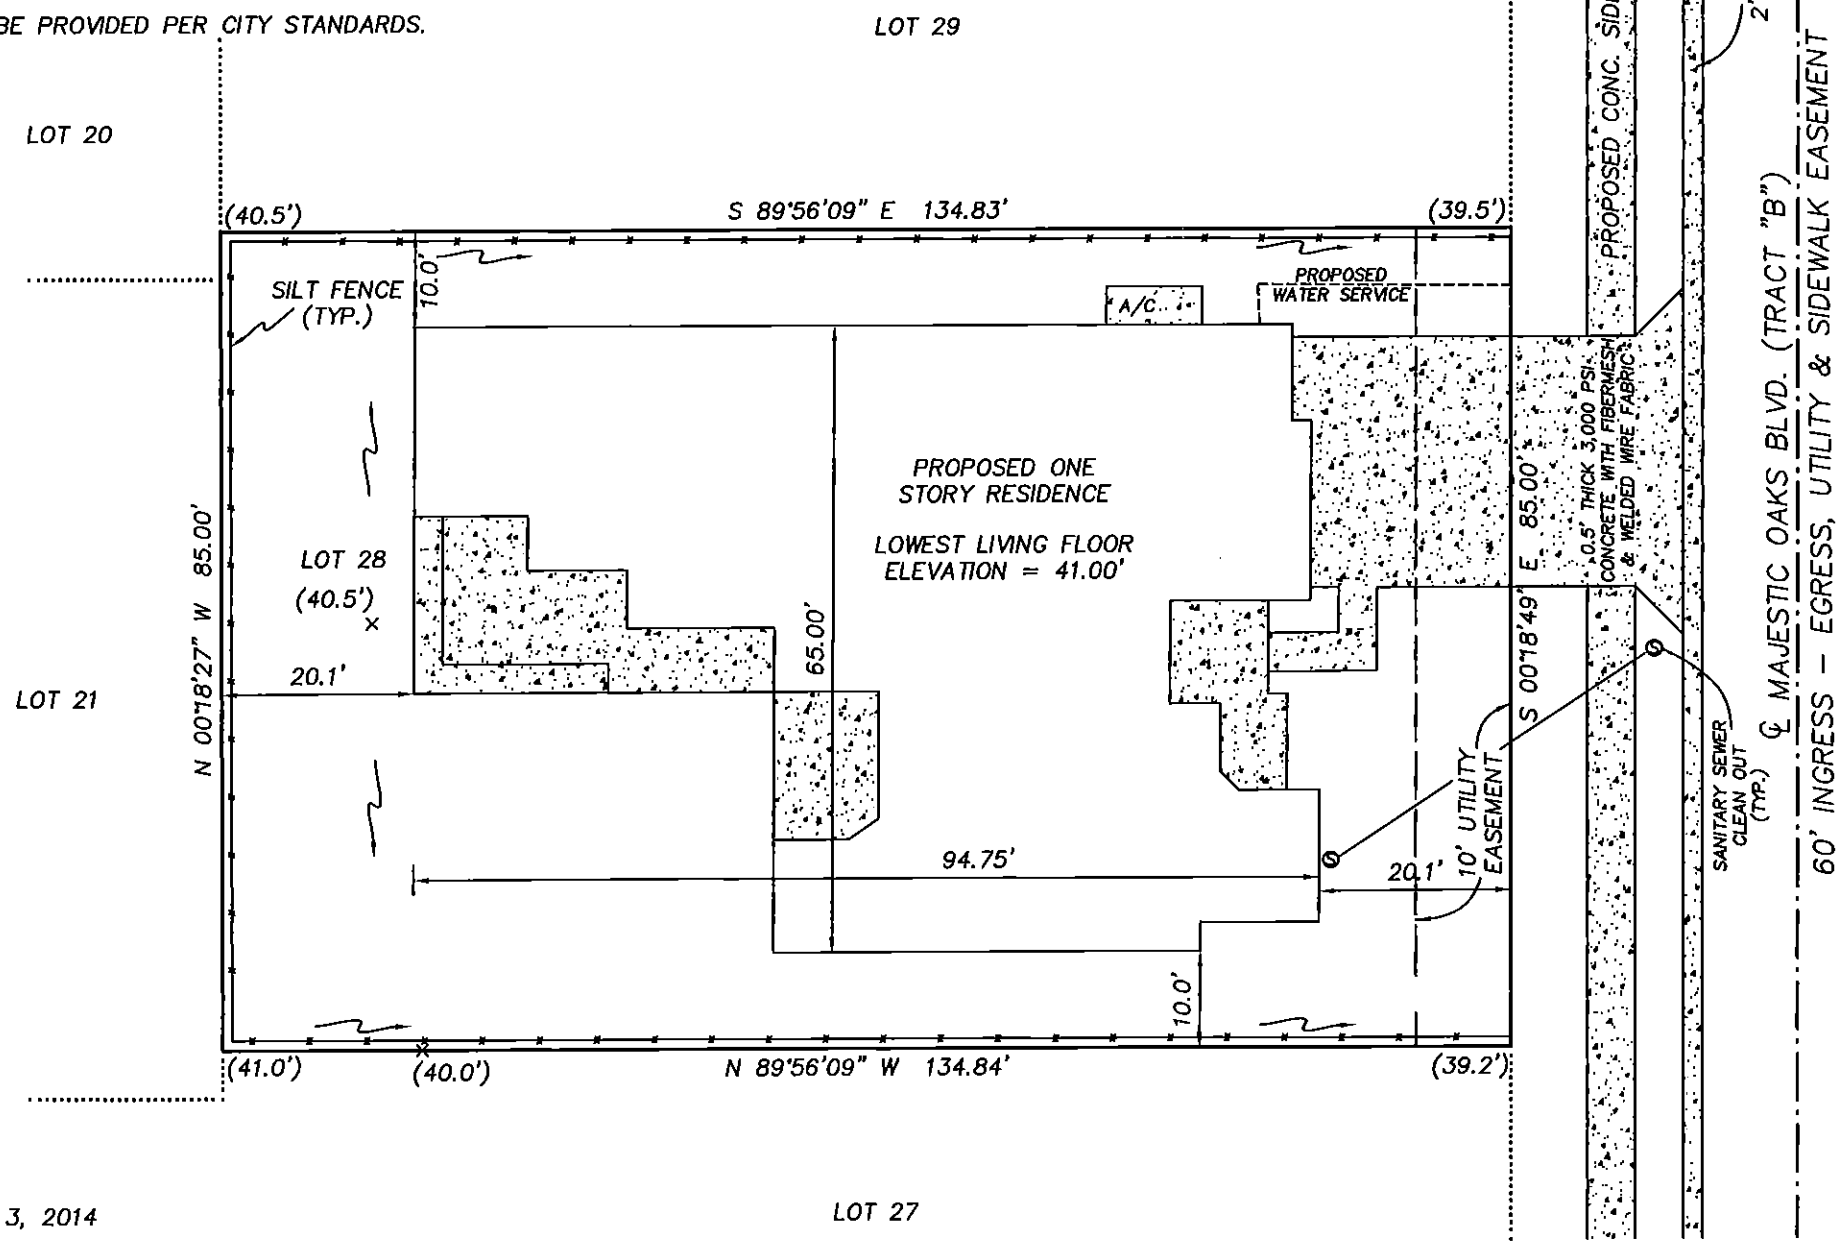 BE PROVIDED PER CITY STANDARDS.
LOT 29
LOT 20
(40.5')
S 89°56'09" E 134.83'
(39.5')
SILT FENCE
(TYP.)
10.0'
A/C
PROPOSED
WATER SERVICE
PROPOSED ONE
STORY RESIDENCE
LOWEST LIVING FLOOR
ELEVATION = 41.00'
LOT 28
(40.5')
N 00°18'27" W 85.00'
LOT 21
20.1'
65.00'
94.75'
20.1'
10.0'
10' UTILITY
EASEMENT
S 00°18'49" E 85.00'
0.5' THICK 3,000 PSI
CONCRETE WITH FIBERMESH
& WELDED WIRE FABRIC
PROPOSED CONC.
2'
SANITARY SEWER
CLEAN OUT
(TYP.)
℄ MAJESTIC OAKS BLVD. (TRACT "B")
60' INGRESS - EGRESS, UTILITY & SIDEWALK EASEMENT
(41.0')
(40.0')
N 89°56'09" W 134.84'
(39.2')
3, 2014
LOT 27